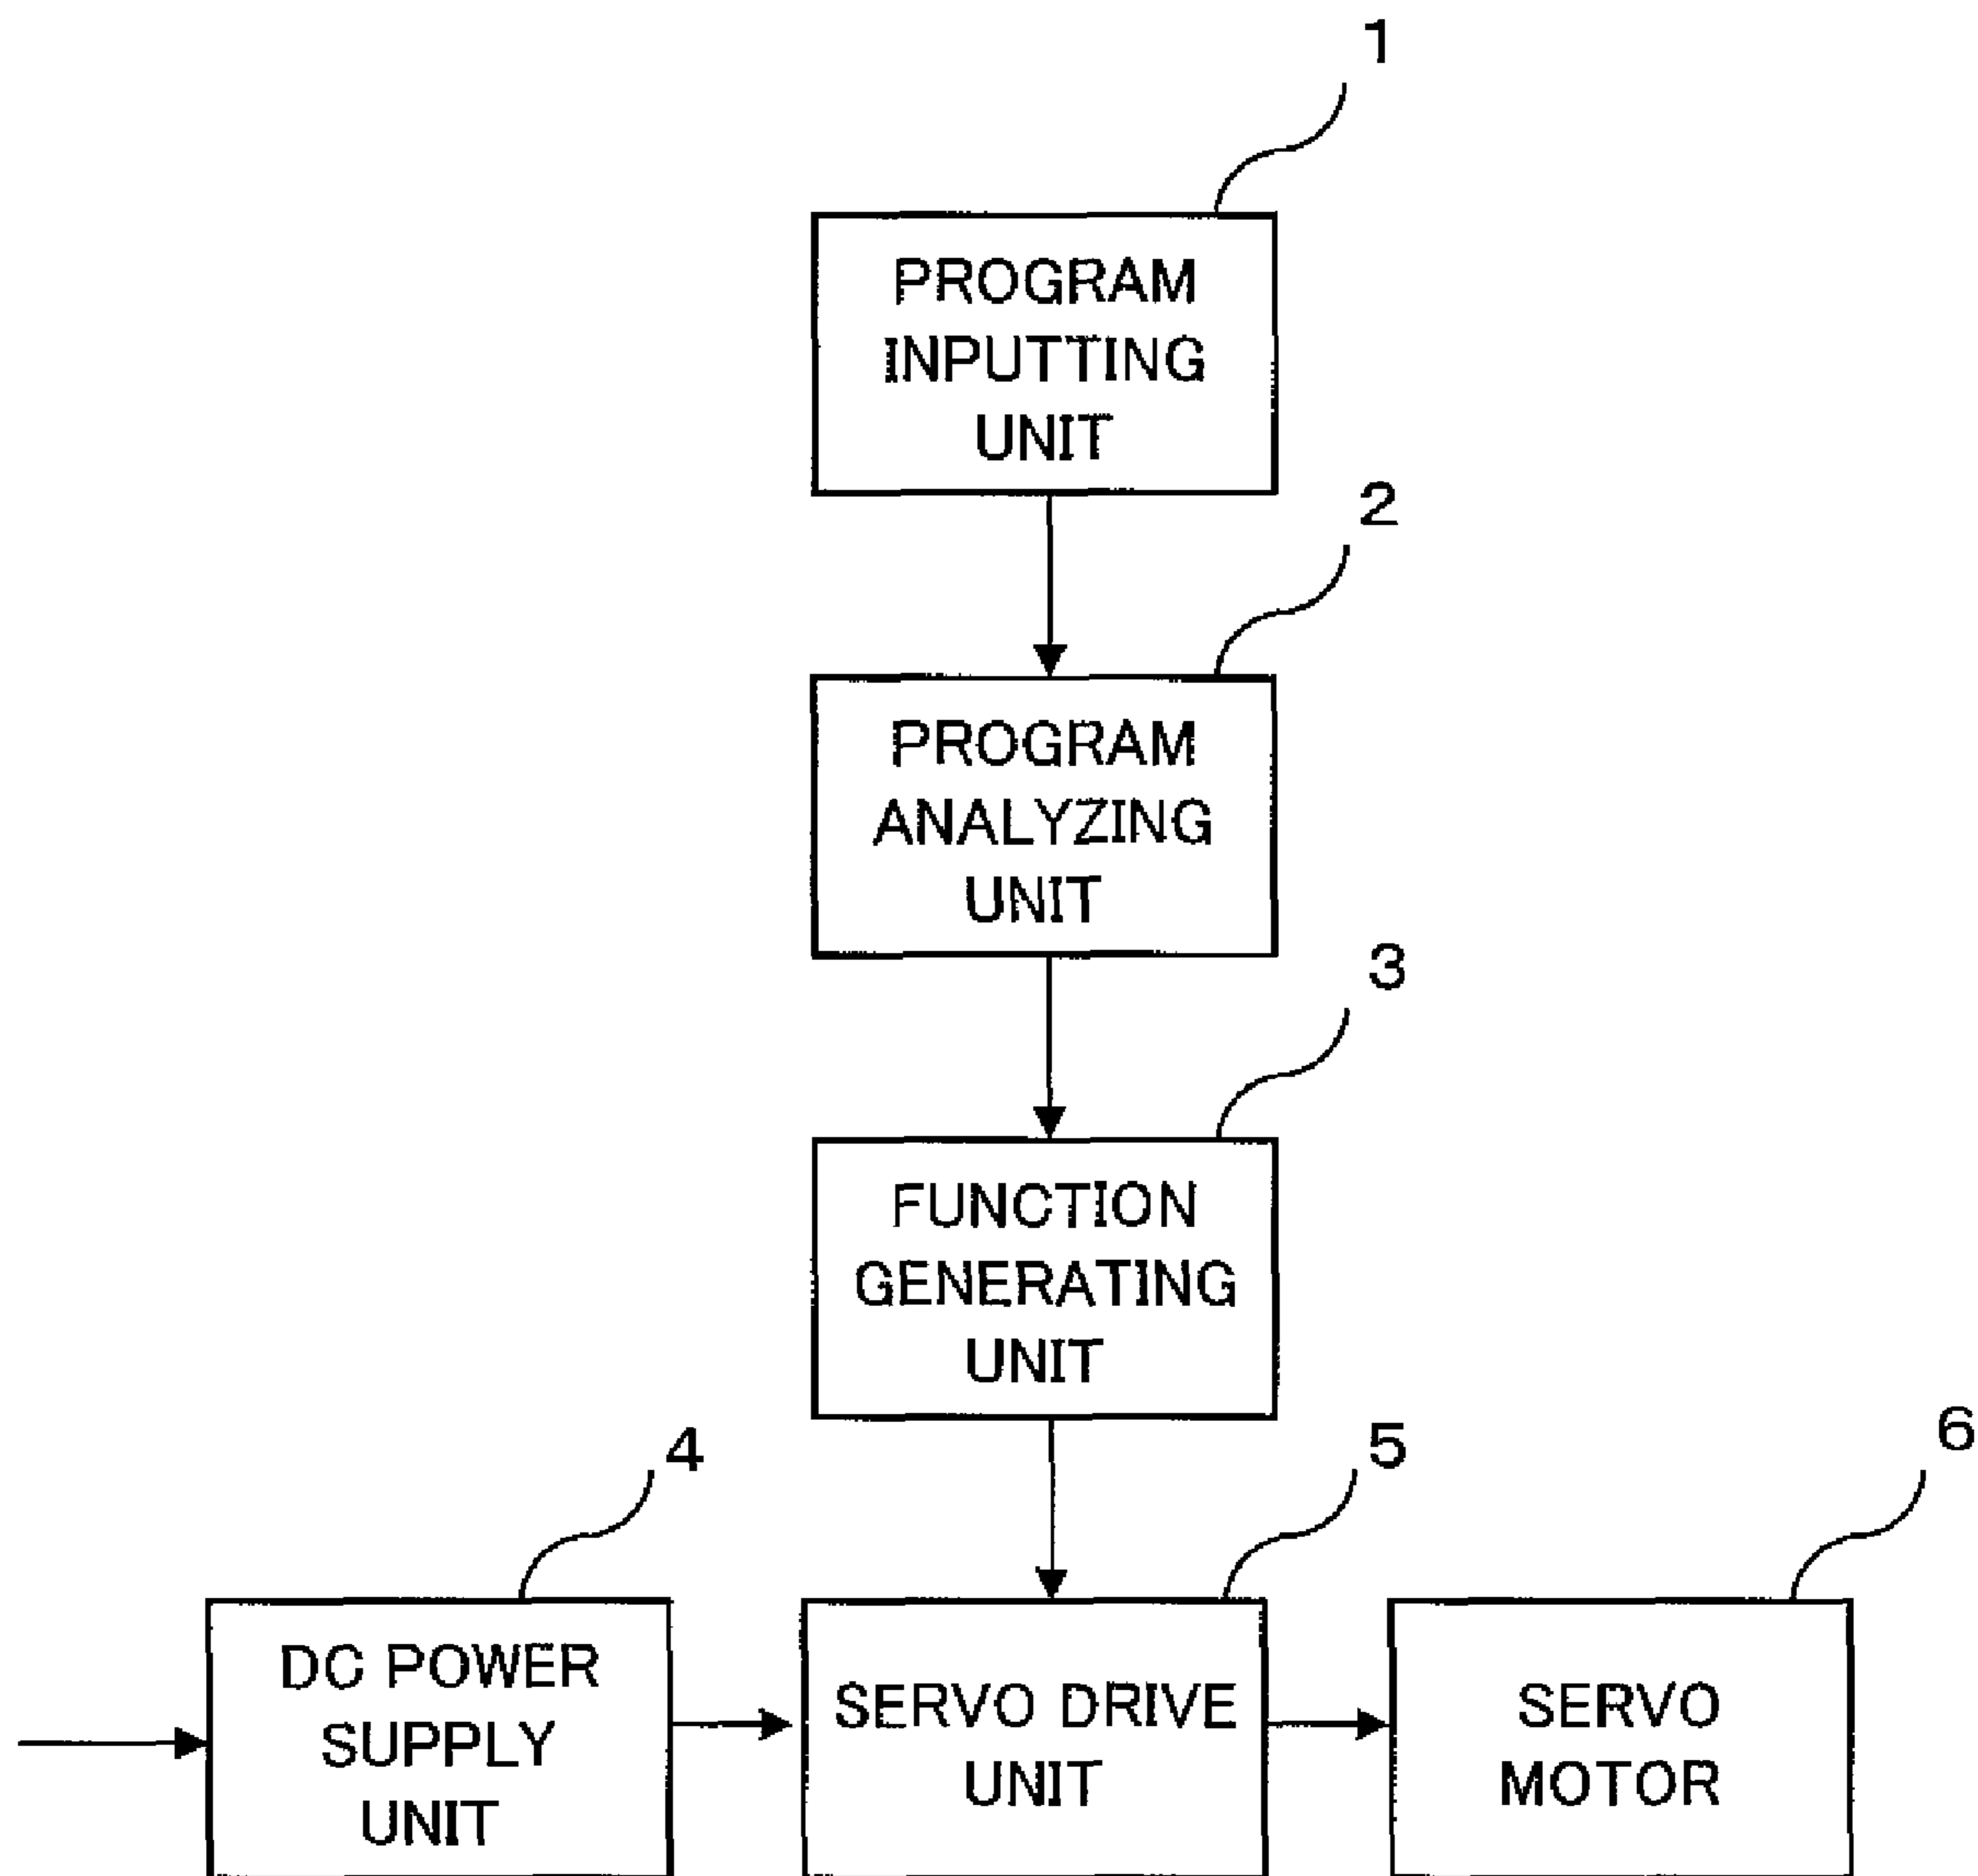 1
PROGRAM
INPUTTING
UNIT
2
PROGRAM
ANALYZING
UNIT
3
FUNCTION
GENERATING
UNIT
4
DC POWER
SUPPLY
UNIT
5
SERVO DRIVE
UNIT
6
SERVO
MOTOR